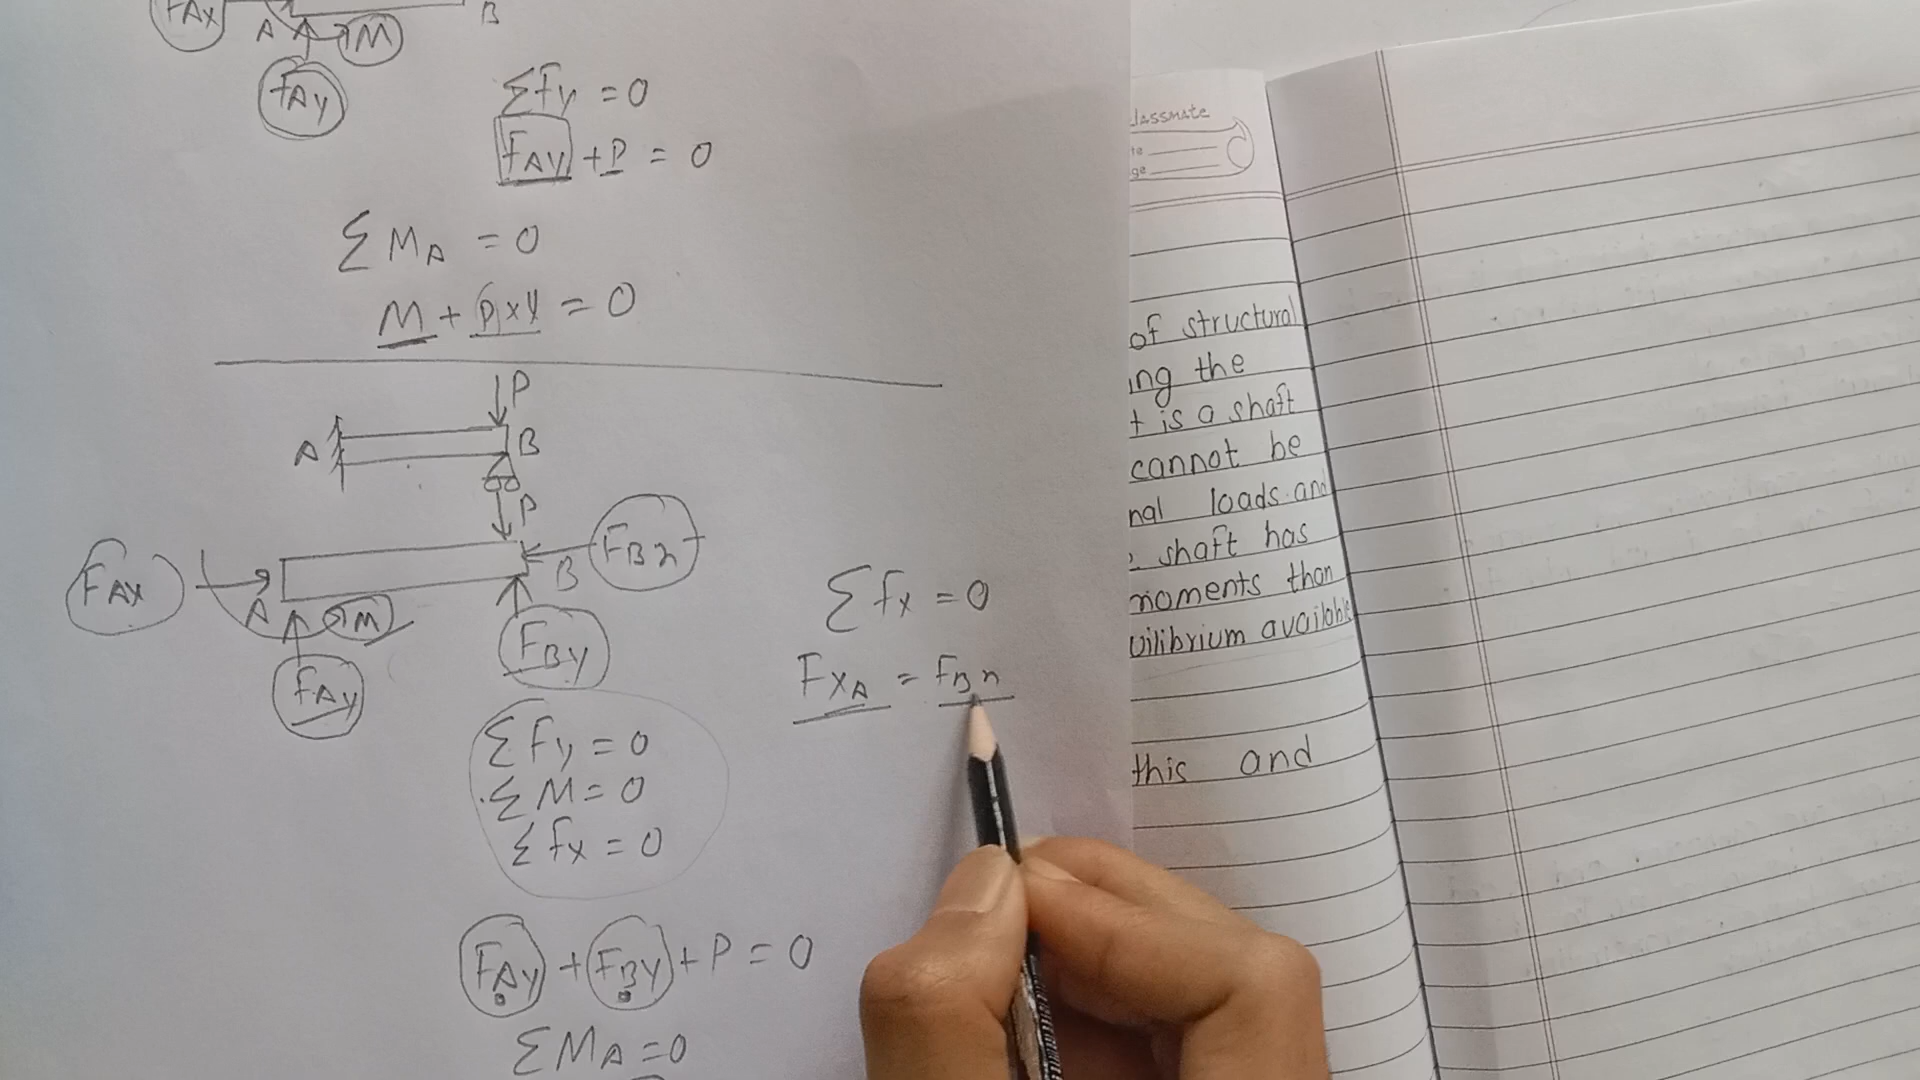 FAx A M B
FAy
Σfy = 0
FAy + P = 0
ΣMA = 0
M + P x y = 0
P
A B
P
FAx A M B FBx
FAy FBy
Σfx = 0
FxA = FBx
Σfy = 0
ΣM = 0
Σfx = 0
FAy + FBy + P = 0
ΣMA = 0
classmate
of structural
ing the
t is a shaft
cannot be
nal loads and
shaft has
moments than
uilibrium available
this and